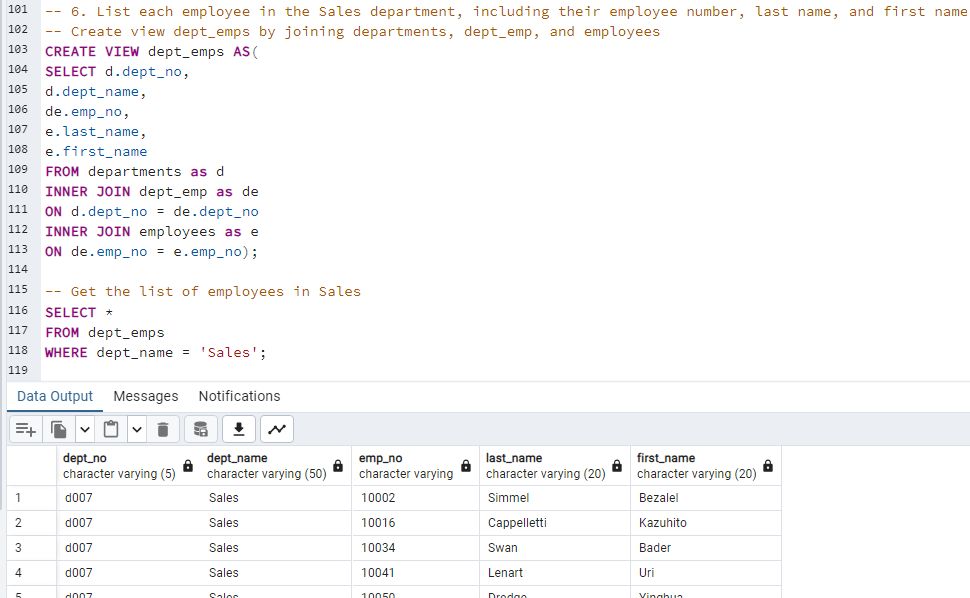 101 -- 6. List each employee in the Sales department, including their employee number, last name, and first name
102 -- Create view dept_emps by joining departments, dept_emp, and employees
103 CREATE VIEW dept_emps AS(
104 SELECT d.dept_no,
105 d.dept_name,
106 de.emp_no,
107 e.last_name,
108 e.first_name
109 FROM departments as d
110 INNER JOIN dept_emp as de
111 ON d.dept_no = de.dept_no
112 INNER JOIN employees as e
113 ON de.emp_no = e.emp_no);
114
115 -- Get the list of employees in Sales
116 SELECT *
117 FROM dept_emps
118 WHERE dept_name = 'Sales';
119
Data Output Messages Notifications
dept_no dept_name emp_no last_name first_name
character varying (5) character varying (50) character varying character varying (20) character varying (20)
1 d007 Sales 10002 Simmel Bezalel
2 d007 Sales 10016 Cappelletti Kazuhito
3 d007 Sales 10034 Swan Bader
4 d007 Sales 10041 Lenart Uri
5 d007 Sales 10050 Dredge Yinghua